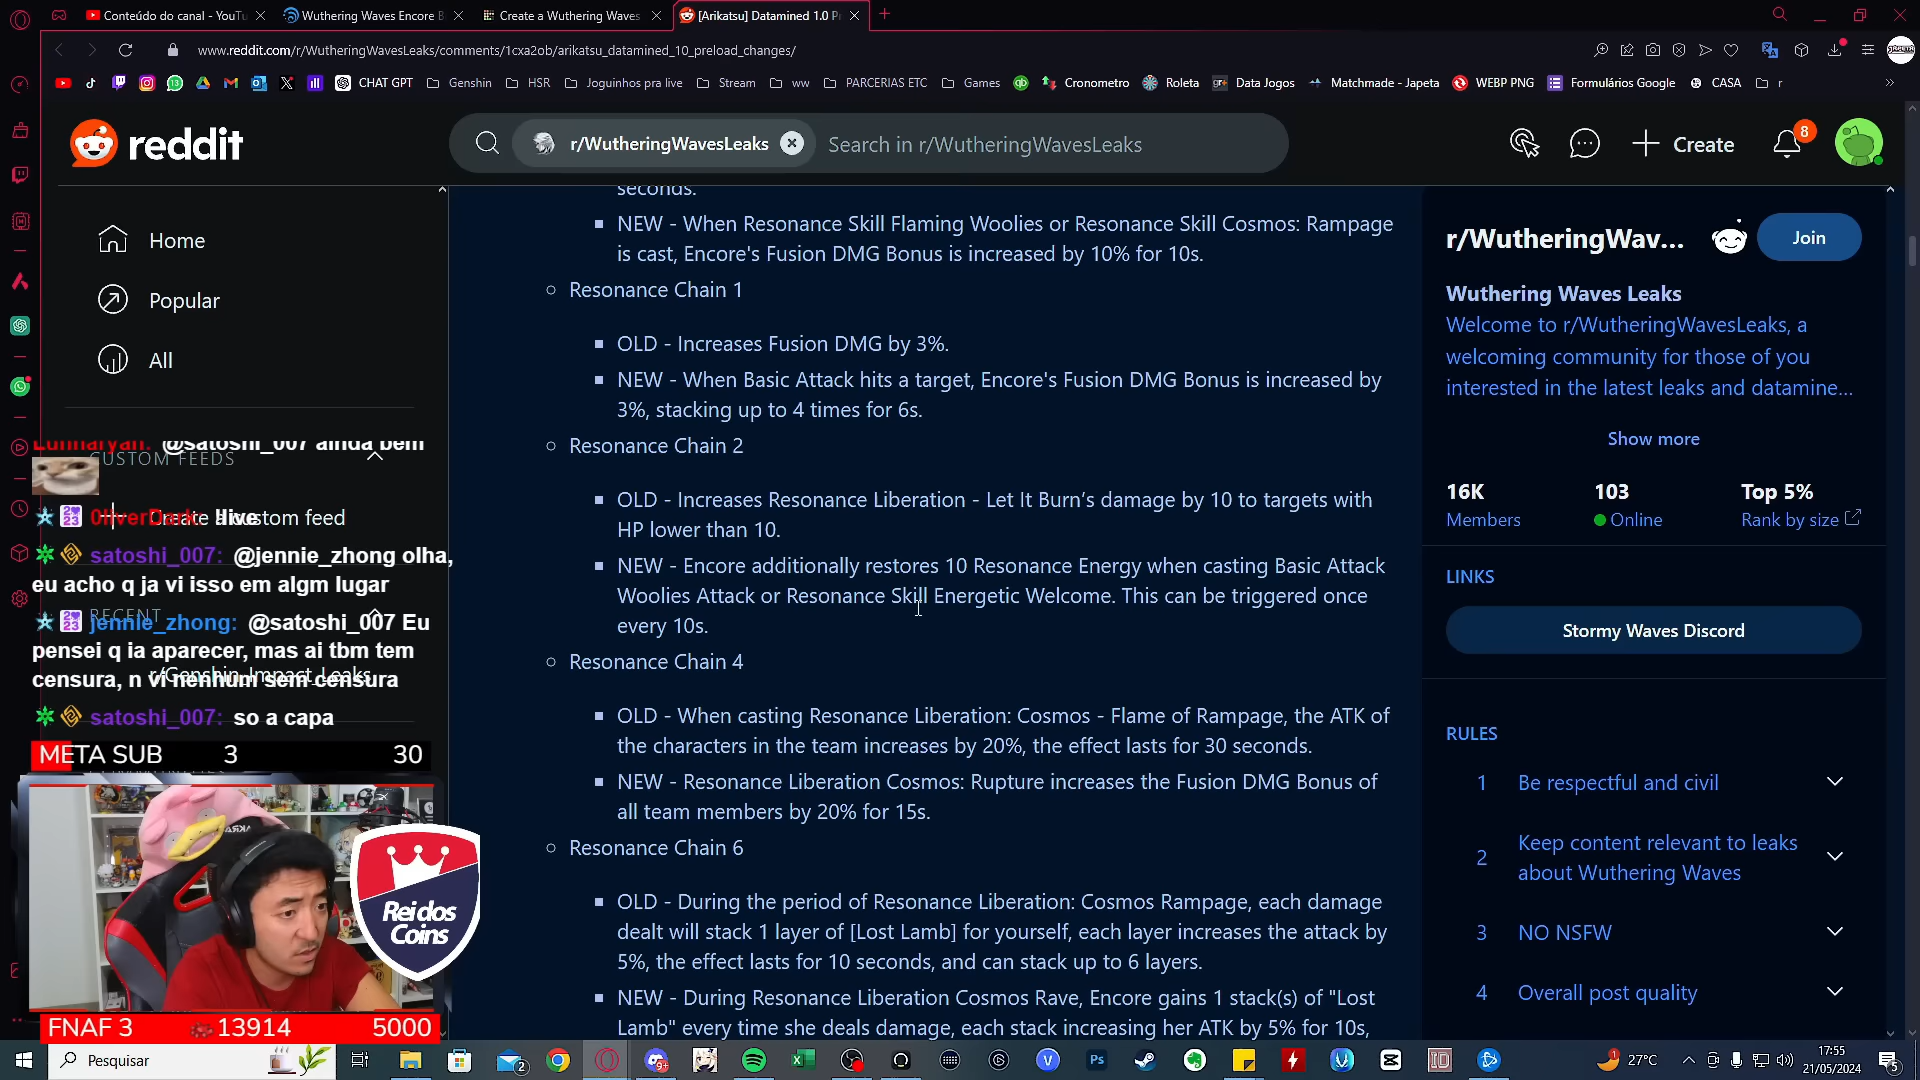 Conteúdo do canal - YouTu
Wuthering Waves Encore B
Create a Wuthering Waves
[Arikatsu] Datamined 1.0 P
www.reddit.com/r/WutheringWavesLeaks/comments/1cxa2ob/arikatsu_datamined_10_preload_changes/
CHAT GPT
Genshin
HSR
Joguinhos pra live
Stream
ww
PARCERIAS ETC
Games
Cronometro
Roleta
Data Jogos
Matchmade - Japeta
WEBP PNG
Formulários Google
CASA
r
reddit
r/WutheringWavesLeaks
Search in r/WutheringWavesLeaks
Create
8
Home
Popular
All
CUSTOM FEEDS
Create a custom feed
RECENT
r/Genshin_Impact_Leaks
seconds.
NEW - When Resonance Skill Flaming Woolies or Resonance Skill Cosmos: Rampage
is cast, Encore's Fusion DMG Bonus is increased by 10% for 10s.
Resonance Chain 1
OLD - Increases Fusion DMG by 3%.
NEW - When Basic Attack hits a target, Encore's Fusion DMG Bonus is increased by
3%, stacking up to 4 times for 6s.
Resonance Chain 2
OLD - Increases Resonance Liberation - Let It Burn’s damage by 10 to targets with
HP lower than 10.
NEW - Encore additionally restores 10 Resonance Energy when casting Basic Attack
Woolies Attack or Resonance Skill Energetic Welcome. This can be triggered once
every 10s.
Resonance Chain 4
OLD - When casting Resonance Liberation: Cosmos - Flame of Rampage, the ATK of
the characters in the team increases by 20%, the effect lasts for 30 seconds.
NEW - Resonance Liberation Cosmos: Rupture increases the Fusion DMG Bonus of
all team members by 20% for 15s.
Resonance Chain 6
OLD - During the period of Resonance Liberation: Cosmos Rampage, each damage
dealt will stack 1 layer of [Lost Lamb] for yourself, each layer increases the attack by
5%, the effect lasts for 10 seconds, and can stack up to 6 layers.
NEW - During Resonance Liberation Cosmos Rave, Encore gains 1 stack(s) of "Lost
Lamb" every time she deals damage, each stack increasing her ATK by 5% for 10s,
r/WutheringWav...
Join
Wuthering Waves Leaks
Welcome to r/WutheringWavesLeaks, a
welcoming community for those of you
interested in the latest leaks and datamine...
Show more
16K
Members
103
Online
Top 5%
Rank by size
LINKS
Stormy Waves Discord
RULES
1 Be respectful and civil
2 Keep content relevant to leaks
about Wuthering Waves
3 NO NSFW
4 Overall post quality
@satoshi_007 ainda bem
0liverDark: llive
satoshi_007: @jennie_zhong olha,
eu acho q ja vi isso em algm lugar
jennie_zhong: @satoshi_007 Eu
pensei q ia aparecer, mas ai tbm tem
censura, n vi nenhum sem censura
satoshi_007: so a capa
META SUB 3 30
Rei dos
Coins
FNAF 3 13914 5000
Pesquisar
2
9+
27°C
17:55
21/05/2024
5